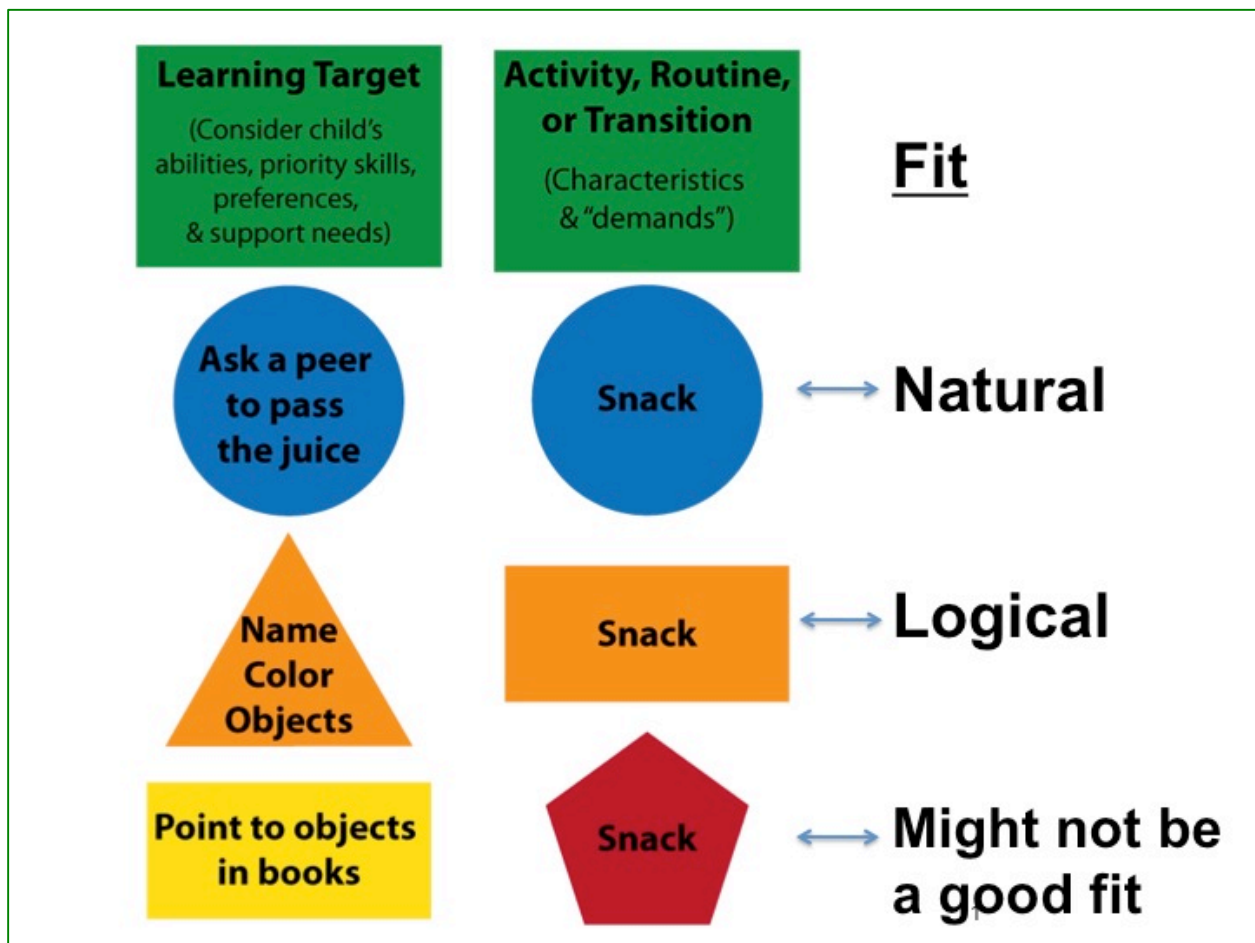 Learning Target
(Consider child's
abilities, priority skills,
preferences,
& support needs)
Activity, Routine,
or Transition
(Characteristics
& “demands”)
Fit
Ask a peer
to pass
the juice
Snack
Natural
Name
Color
Objects
Snack
Logical
Point to objects
in books
Snack
Might not be
a good fit
1